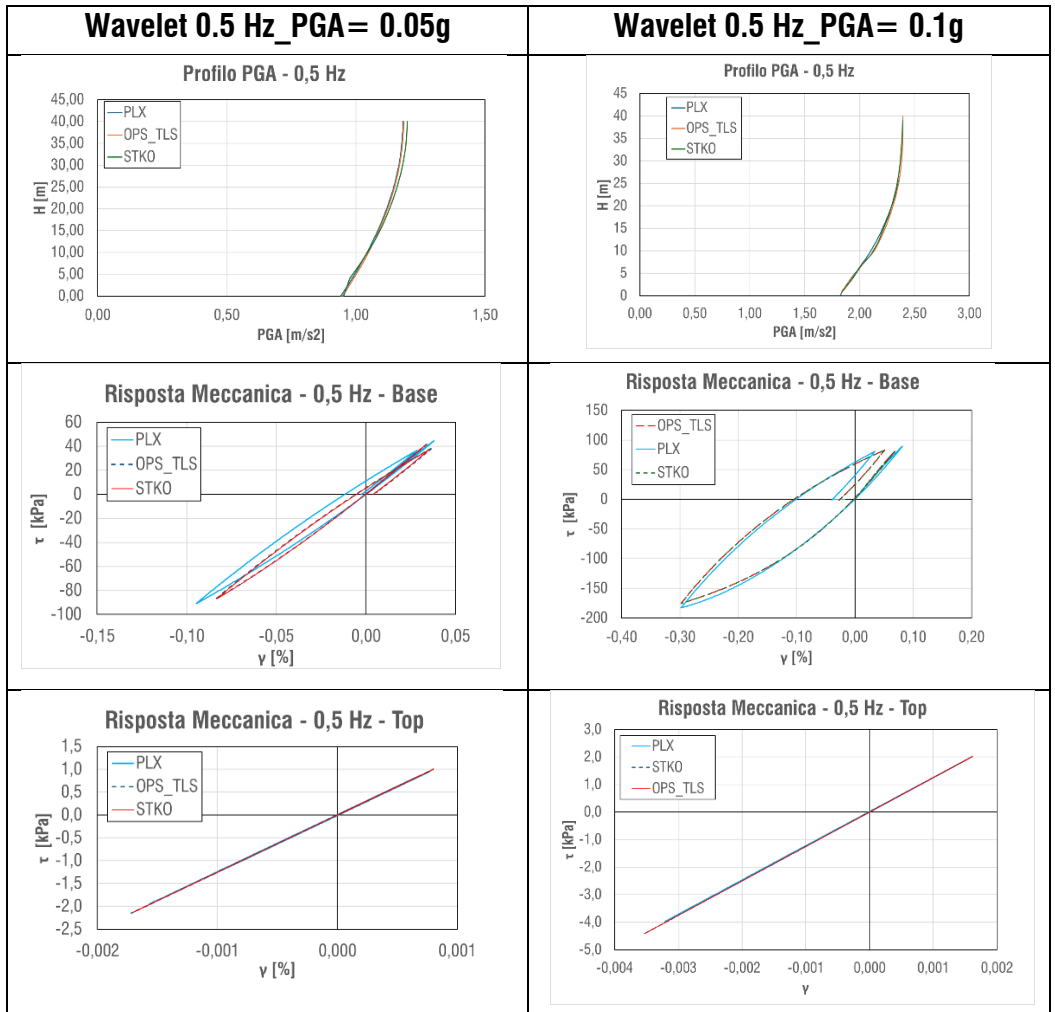 Wavelet 0.5 Hz_PGA= 0.05g
Wavelet 0.5 Hz_PGA= 0.1g
Profilo PGA - 0,5 Hz
H [m]
45,00
40,00
35,00
30,00
25,00
20,00
15,00
10,00
5,00
0,00
PLX
OPS_TLS
STKO
0,00 0,50 1,00 1,50
PGA [m/s2]
Profilo PGA - 0,5 Hz
H [m]
45
40
35
30
25
20
15
10
5
0
PLX
OPS_TLS
STKO
0,00 0,50 1,00 1,50 2,00 2,50 3,00
PGA [m/s2]
Risposta Meccanica - 0,5 Hz - Base
τ [kPa]
60
40
20
0
-20
-40
-60
-80
-100
PLX
OPS_TLS
STKO
-0,15 -0,10 -0,05 0,00 0,05
γ [%]
Risposta Meccanica - 0,5 Hz - Base
τ [kPa]
150
100
50
0
-50
-100
-150
-200
OPS_TLS
PLX
STKO
-0,40 -0,30 -0,20 -0,10 0,00 0,10 0,20
γ [%]
Risposta Meccanica - 0,5 Hz - Top
τ [kPa]
1,5
1,0
0,5
0,0
-0,5
-1,0
-1,5
-2,0
-2,5
PLX
OPS_TLS
STKO
-0,002 -0,001 0,000 0,001
γ [%]
Risposta Meccanica - 0,5 Hz - Top
τ [kPa]
3,0
2,0
1,0
0,0
-1,0
-2,0
-3,0
-4,0
-5,0
PLX
STKO
OPS_TLS
-0,004 -0,003 -0,002 -0,001 0,000 0,001 0,002
γ